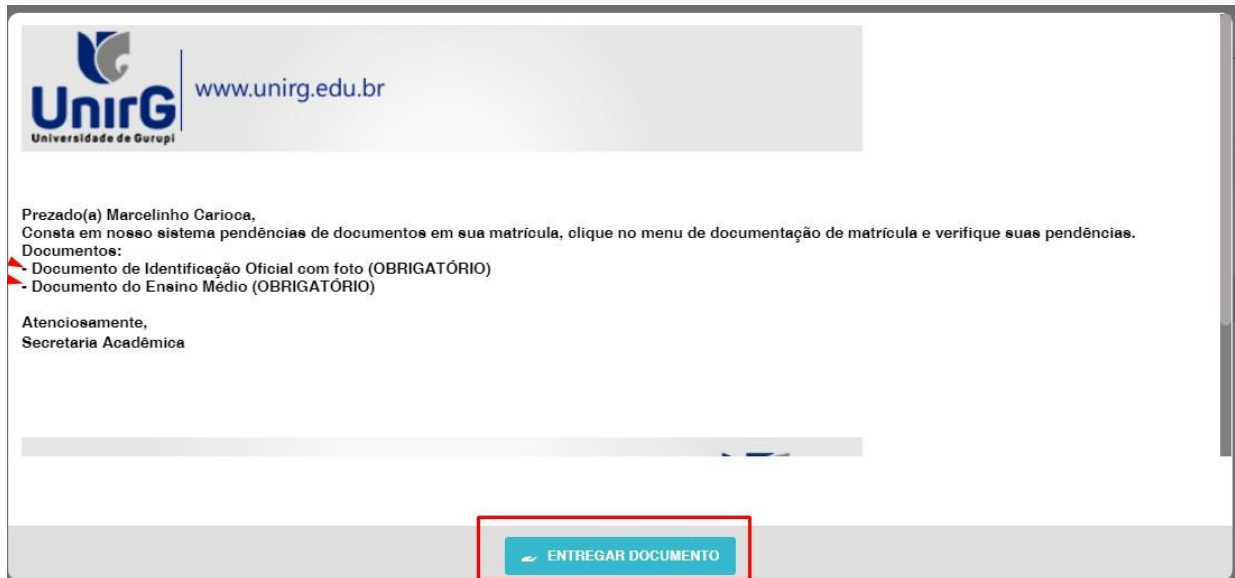 UnirG
Universidade de Gurupi
www.unirg.edu.br
Prezado(a) Marcelinho Carioca,
Consta em nosso sistema pendências de documentos em sua matrícula, clique no menu de documentação de matrícula e verifique suas pendências.
Documentos:
- Documento de Identificação Oficial com foto (OBRIGATÓRIO)
- Documento do Ensino Médio (OBRIGATÓRIO)
Atenciosamente,
Secretaria Acadêmica
ENTREGAR DOCUMENTO